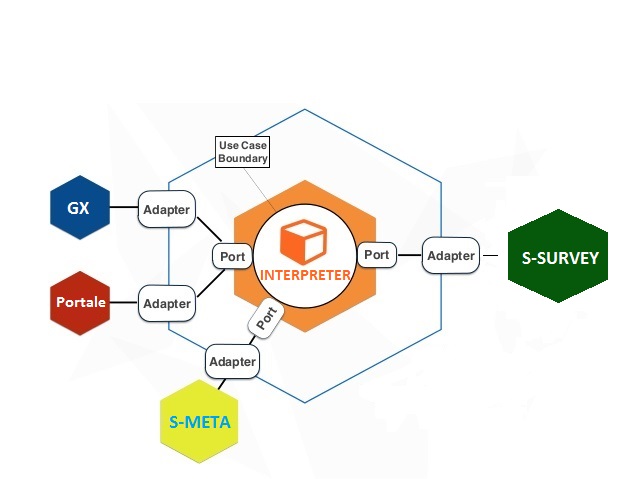 Use Case
Boundary
GX
Adapter
Port
INTERPRETER
Port
Adapter
S-SURVEY
Portale
Adapter
Port
Adapter
S-META